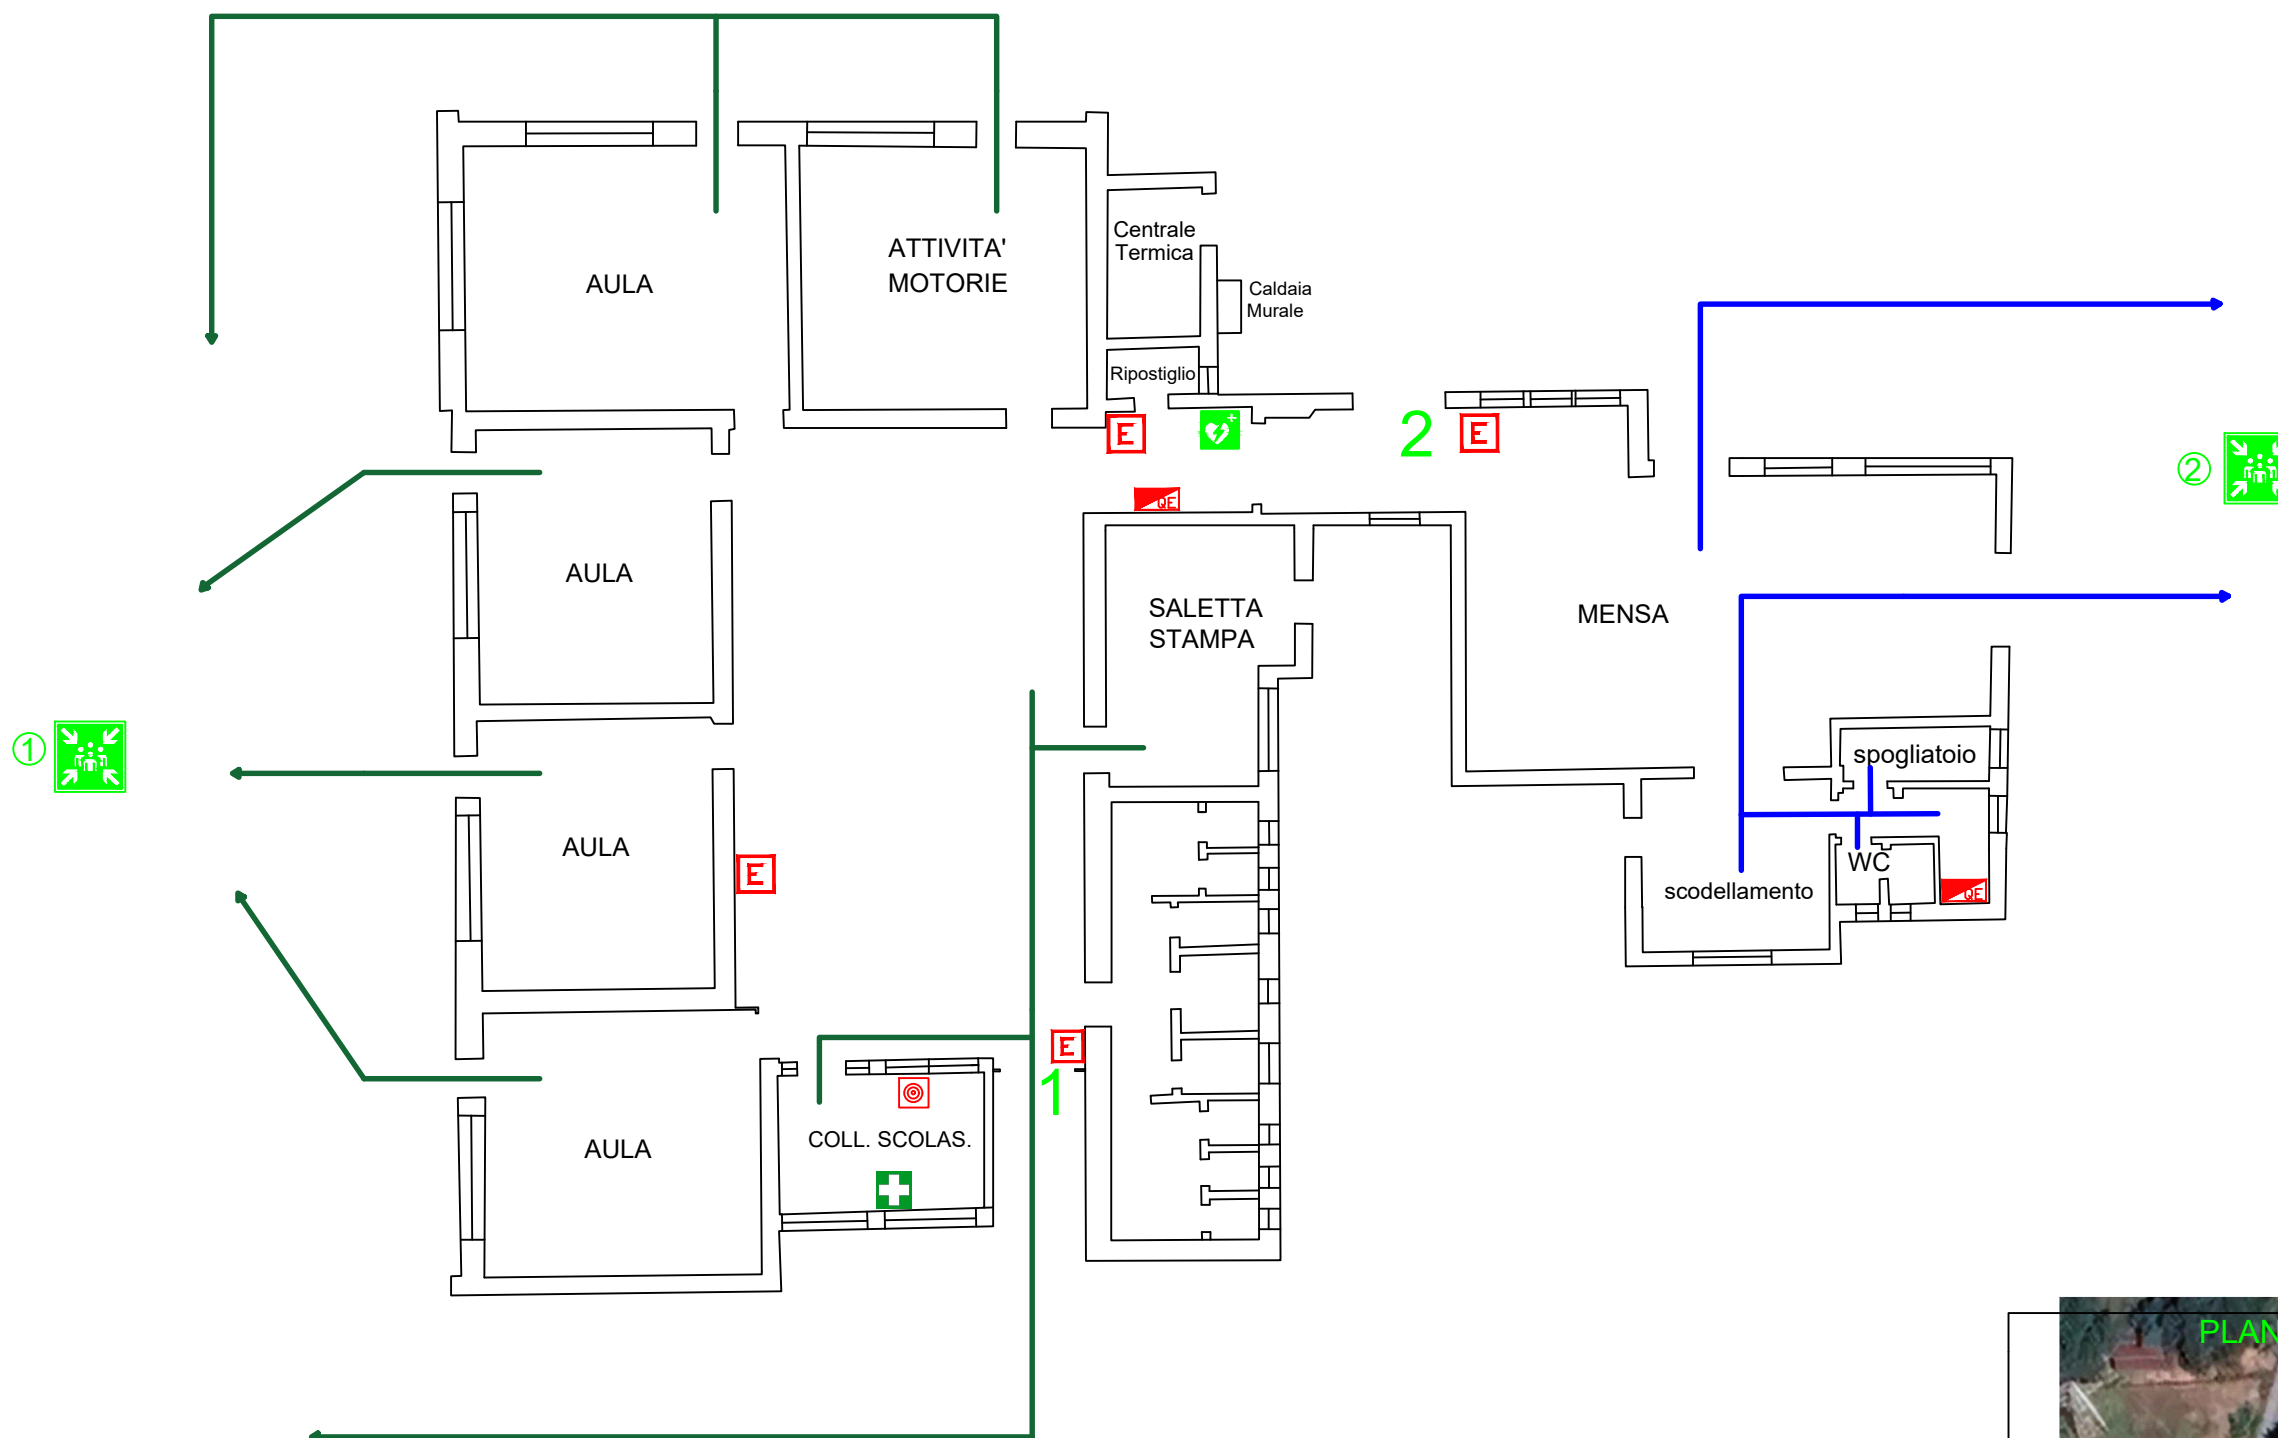 Centrale
Termica
ATTIVITA'
MOTORIE
AULA
Caldaia
Murale
Ripostiglio
E
2
E
2
QE
AULA
SALETTA
STAMPA
MENSA
1
spogliatoio
AULA
E
WC
scodellamento
QE
E
1
COLL. SCOLAS.
AULA
PLAN